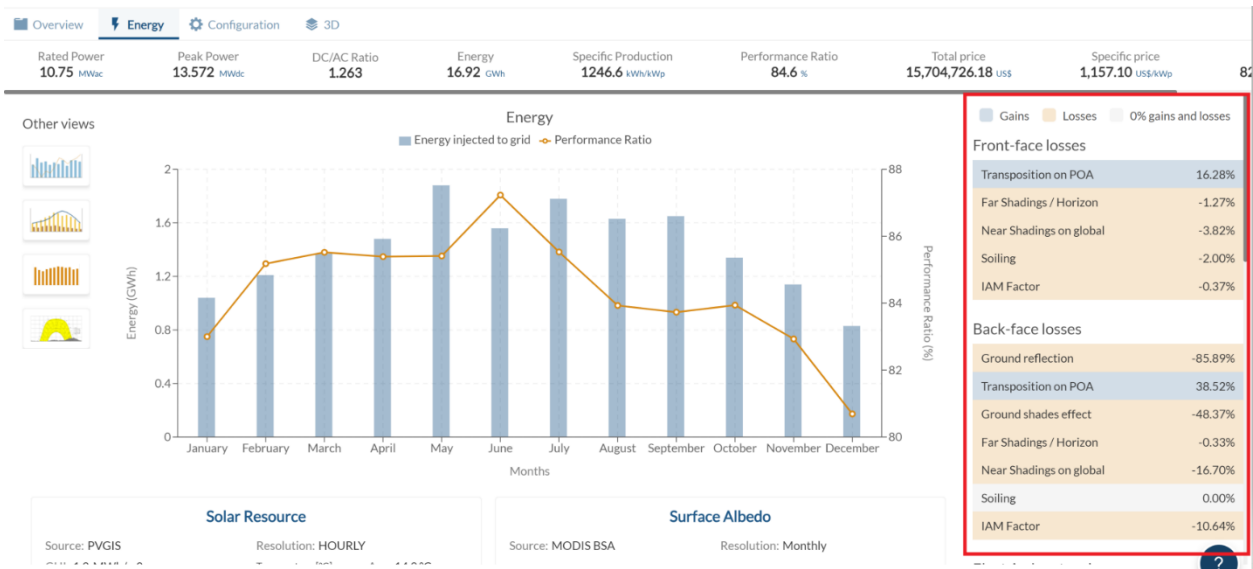 Overview Energy Configuration 3D
Rated Power Peak Power DC/AC Ratio Energy Specific Production Performance Ratio Total price Specific price
10.75 MWac 13.572 MWdc 1.263 16.92 GWh 1246.6 kWh/kWp 84.6 % 15,704,726.18 US$ 1,157.10 US$/kWp 82
Other views
Energy
Energy injected to grid Performance Ratio
Energy (GWh)
2
1.6
1.2
0.8
0.4
0
88
86
84
82
80
Performance Ratio (%)
January February March April May June July August September October November December
Months
Gains Losses 0% gains and losses
Front-face losses
Transposition on POA 16.28%
Far Shadings / Horizon -1.27%
Near Shadings on global -3.82%
Soiling -2.00%
IAM Factor -0.37%
Back-face losses
Ground reflection -85.89%
Transposition on POA 38.52%
Ground shades effect -48.37%
Far Shadings / Horizon -0.33%
Near Shadings on global -16.70%
Soiling 0.00%
IAM Factor -10.64%
?
Solar Resource
Source: PVGIS Resolution: HOURLY
Surface Albedo
Source: MODIS BSA Resolution: Monthly